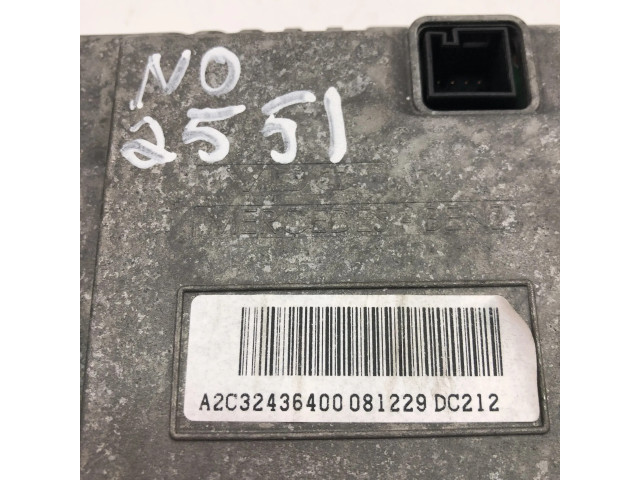 NO
2551
MERCEDES-BENZ
A2C32436400 081229 DC212